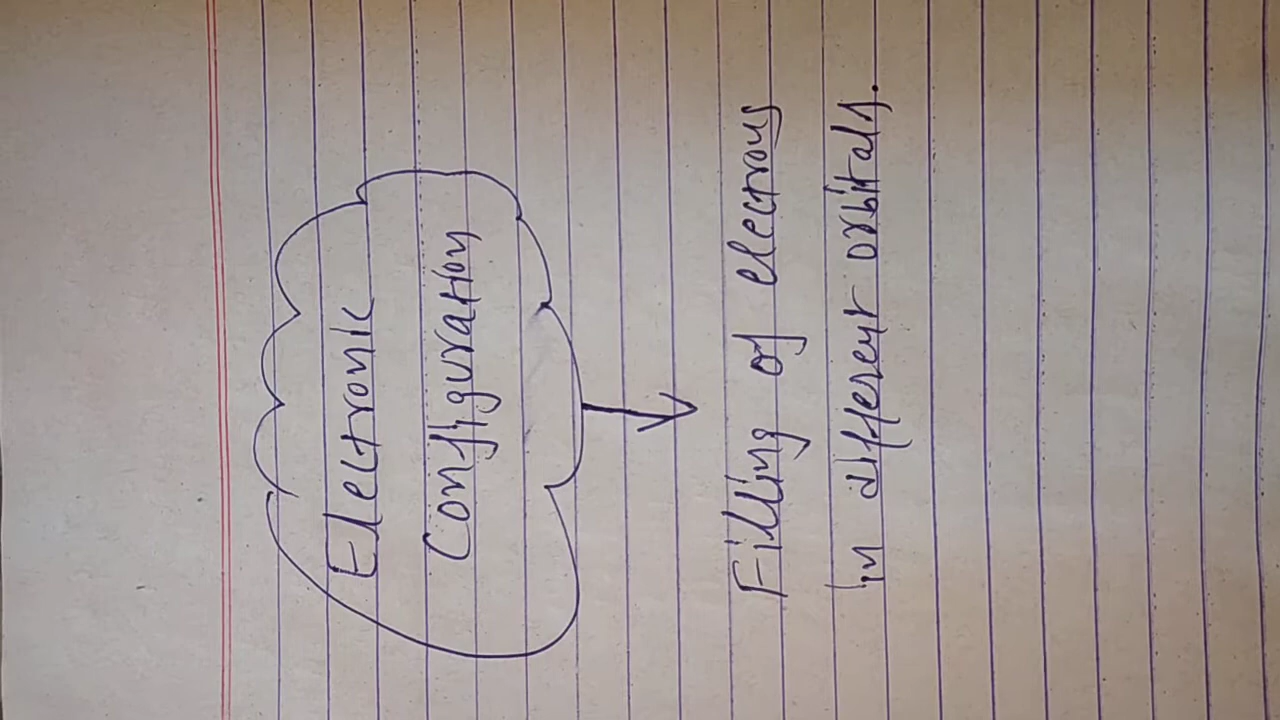 Electronic
Configuration
Filling of electrons
in different orbitals.